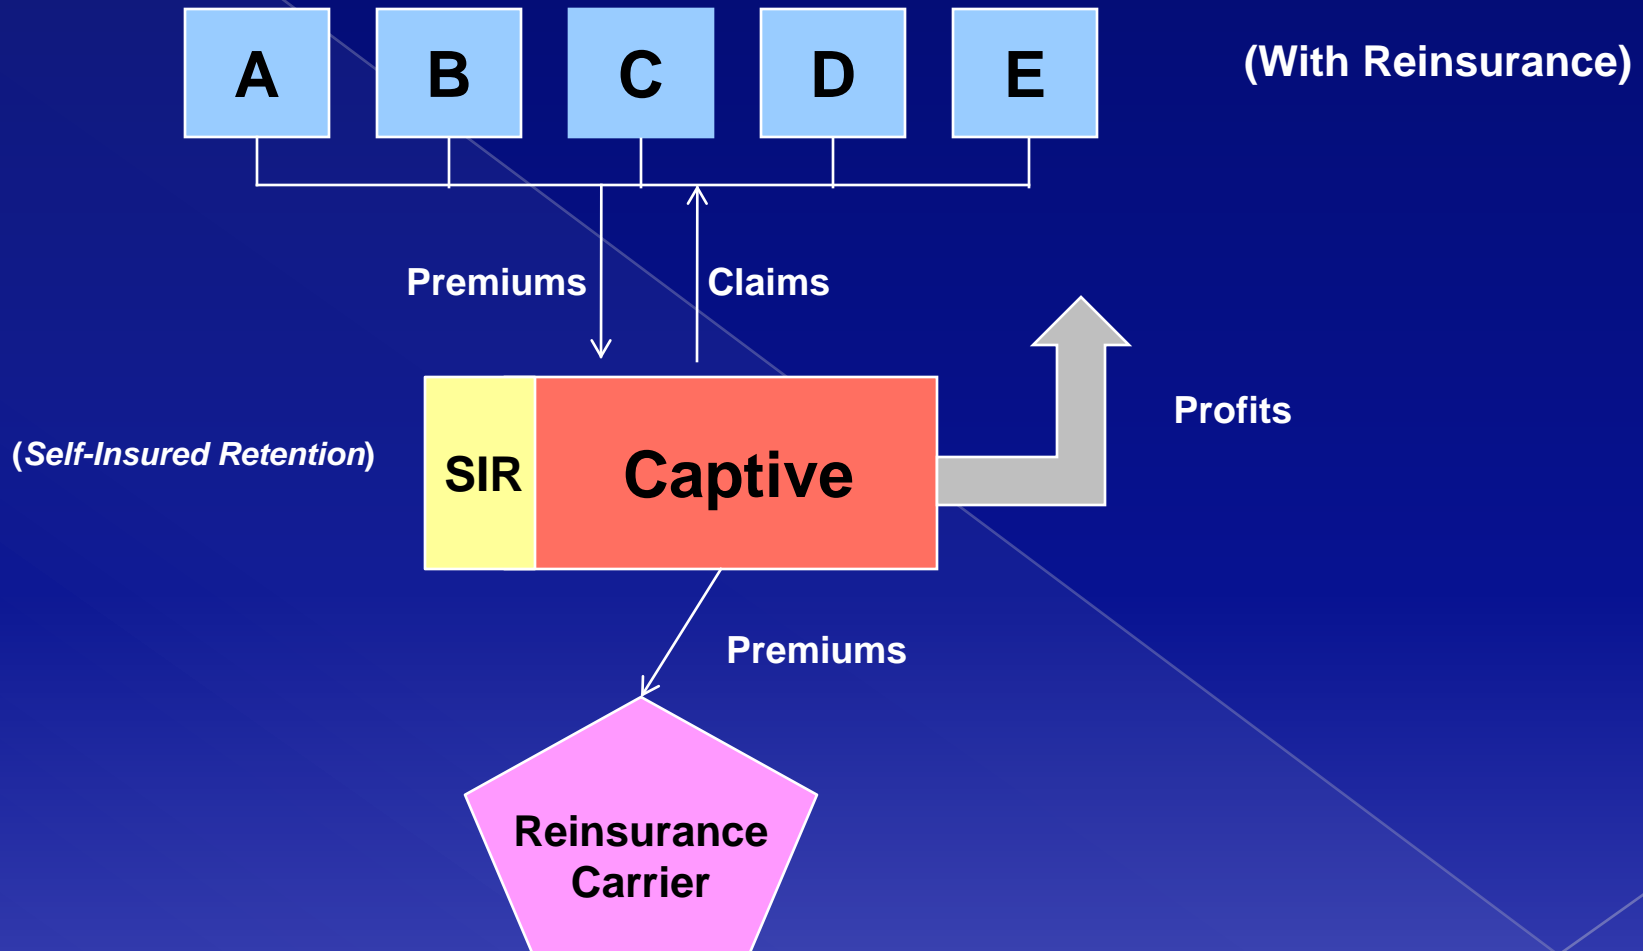 A B C D E
(With Reinsurance)
Premiums
Claims
Profits
(Self-Insured Retention)
SIR
Captive
Premiums
Reinsurance
Carrier